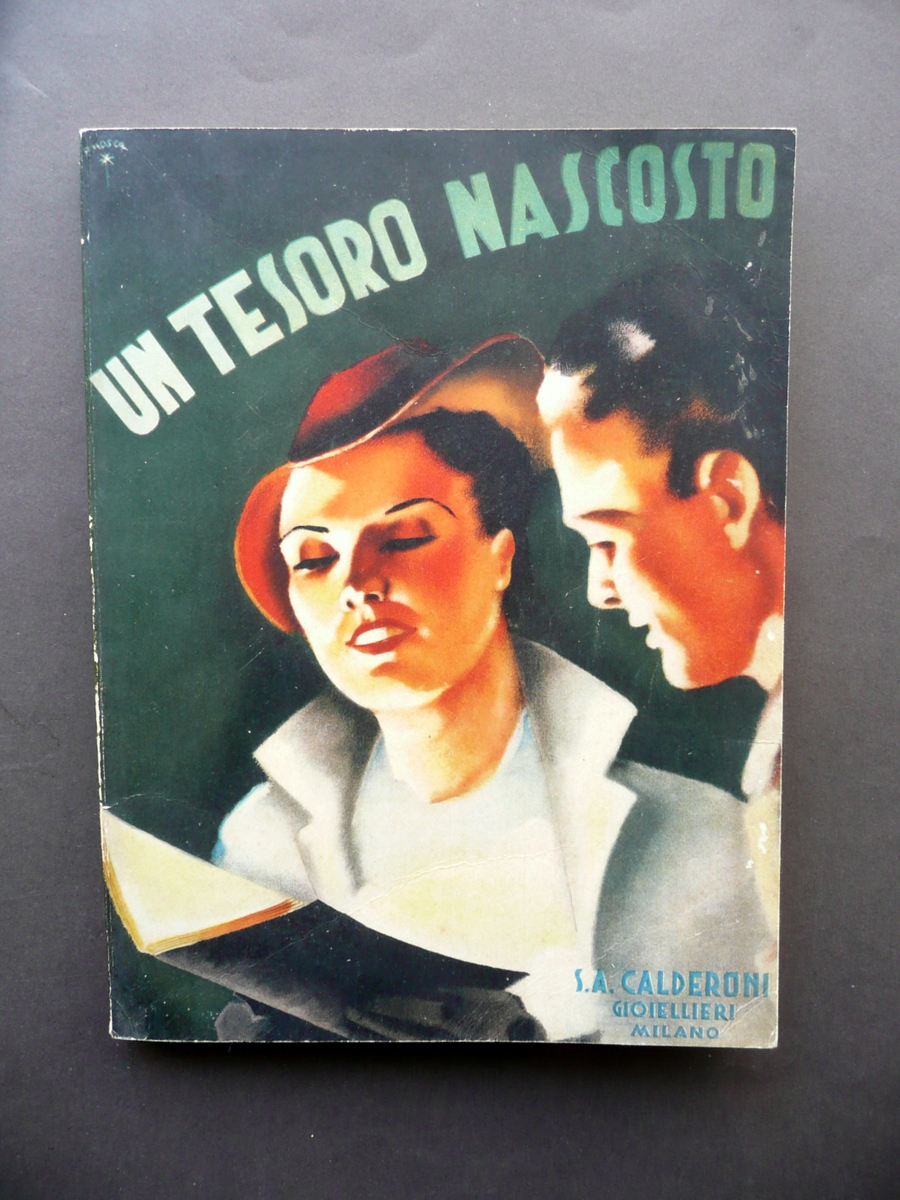 UN TESORO NASCOSTO
S.A. CALDERONI
GIOIELLIERI
MILANO